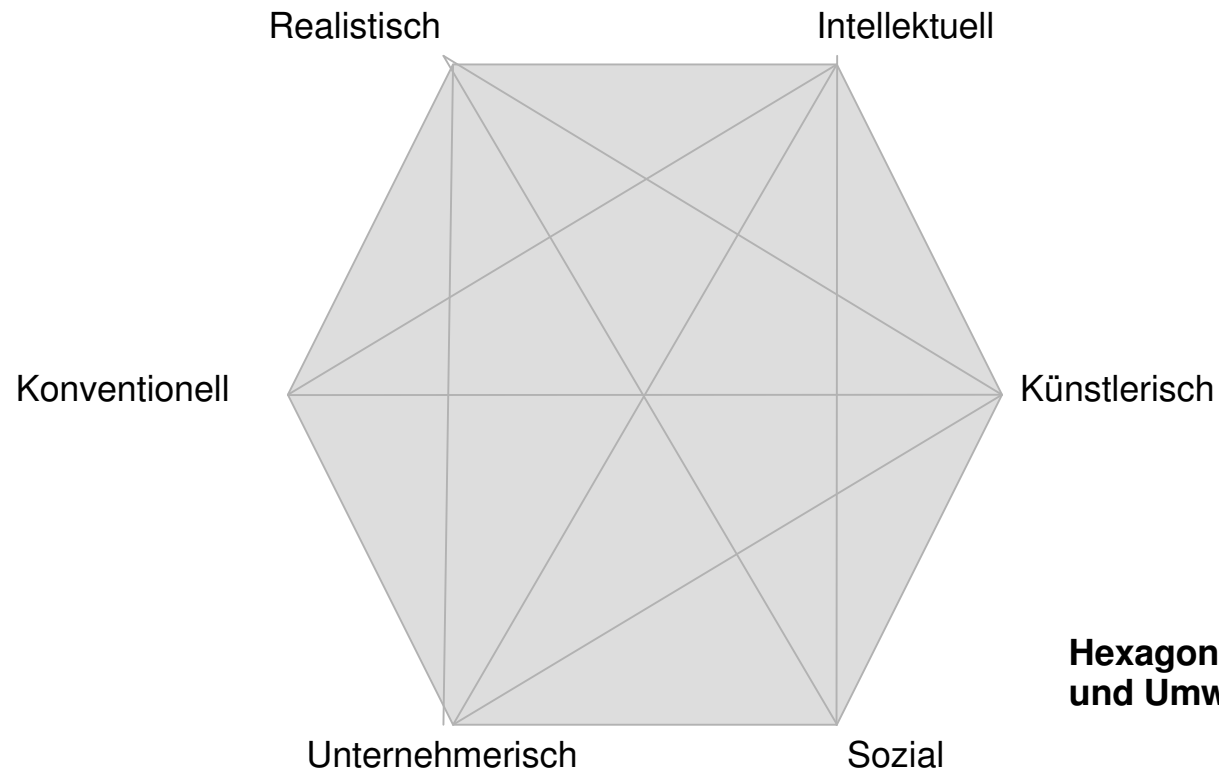 Realistisch
Intellektuell
Konventionell
Künstlerisch
Hexagon
und Umw
Unternehmerisch
Sozial